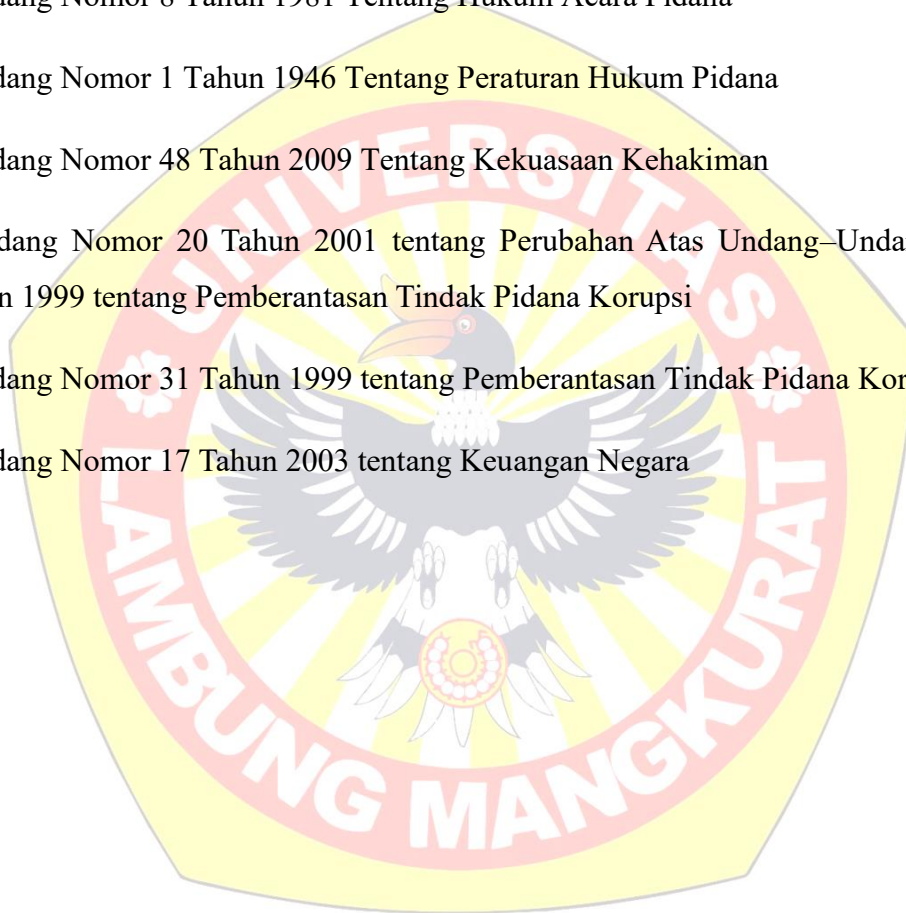 dang Nomor 8 Tahun 1981 Tentang Hukum Acara Pidana
dang Nomor 1 Tahun 1946 Tentang Peraturan Hukum Pidana
dang Nomor 48 Tahun 2009 Tentang Kekuasaan Kehakiman
dang Nomor 20 Tahun 2001 tentang Perubahan Atas Undang–Unda
n 1999 tentang Pemberantasan Tindak Pidana Korupsi
dang Nomor 31 Tahun 1999 tentang Pemberantasan Tindak Pidana Kor
dang Nomor 17 Tahun 2003 tentang Keuangan Negara
UNIVERSITAS
LAMBUNG MANGKURAT